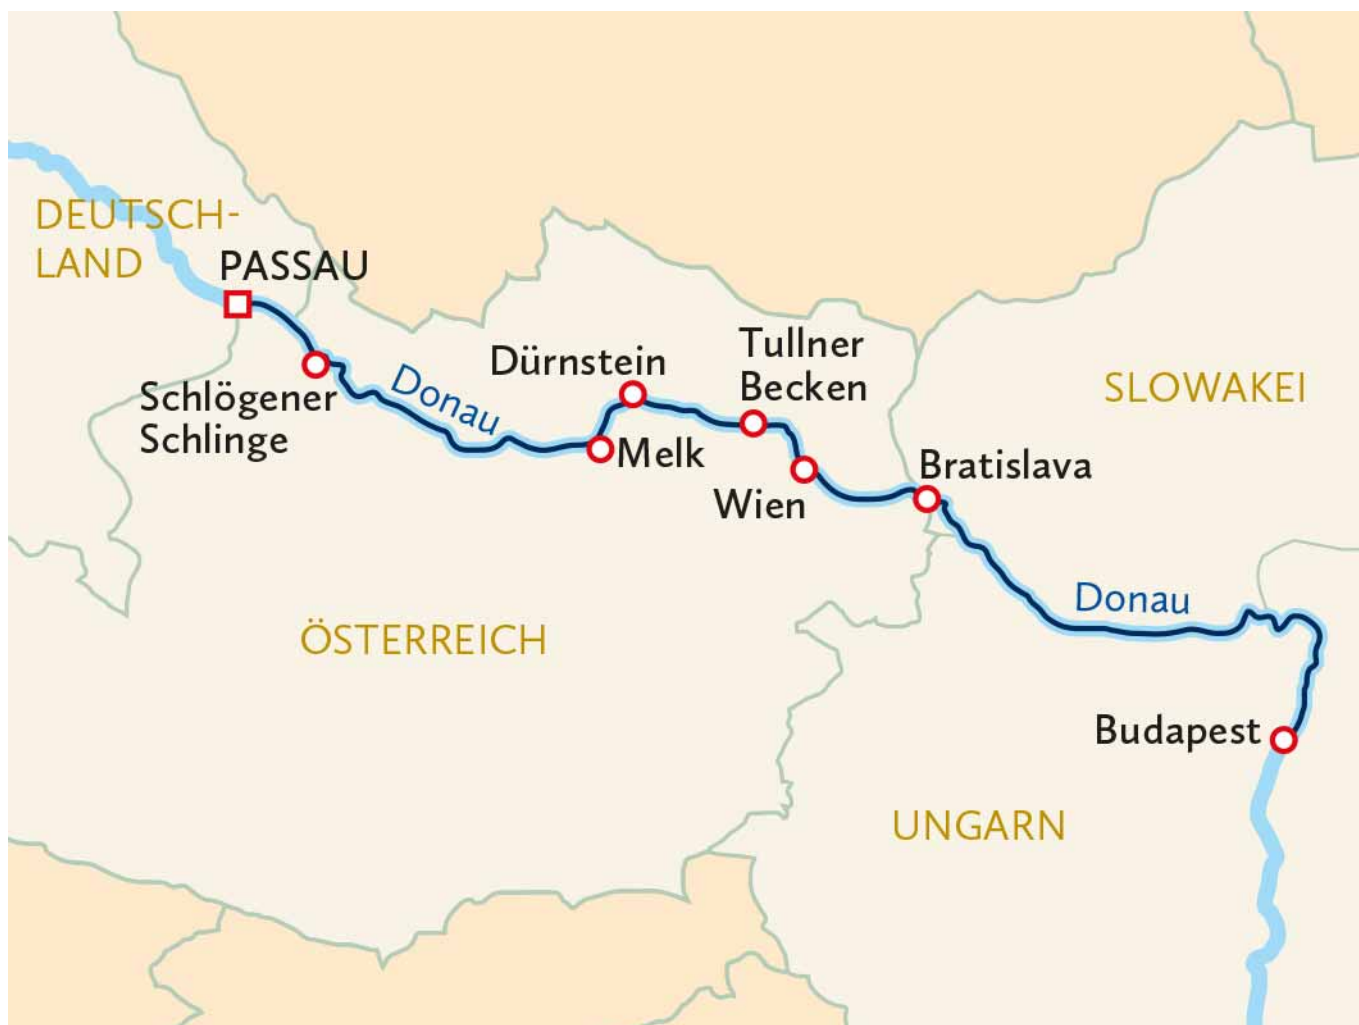 DEUTSCH-
LAND
PASSAU
Schlögener
Schlinge
Donau
Dürnstein
Melk
Tullner
Becken
Wien
Bratislava
SLOWAKEI
Donau
ÖSTERREICH
Budapest
UNGARN